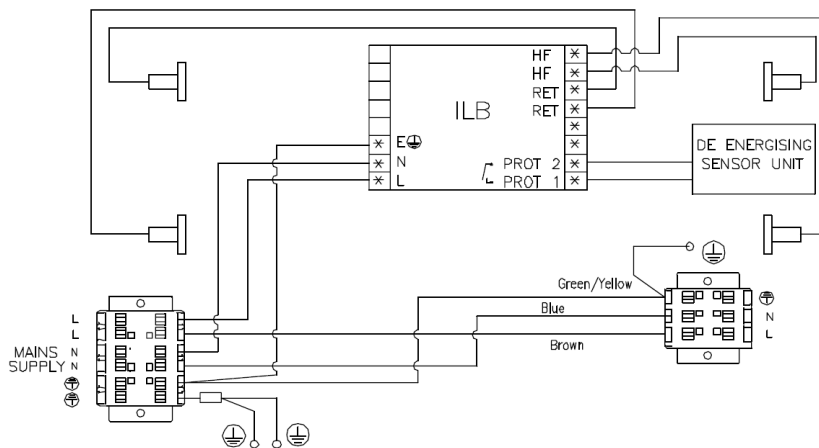 HF
HF
RET
RET
ILB
E
N
L
PROT 2
PROT 1
DE ENERGISING
SENSOR UNIT
Green/Yellow
Blue
Brown
L
L
N
N
MAINS
SUPPLY
N
L